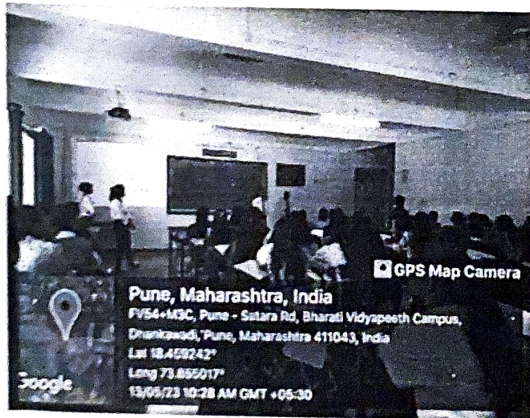 GPS Map Camera
Pune, Maharashtra, India
FV54+M3C, Pune - Satara Rd, Bharati Vidyapeeth Campus,
Dhankawadi, Pune, Maharashtra 411043, India
Lat 18.459242°
Long 73.855017°
13/05/23 10:28 AM GMT +05:30
Google